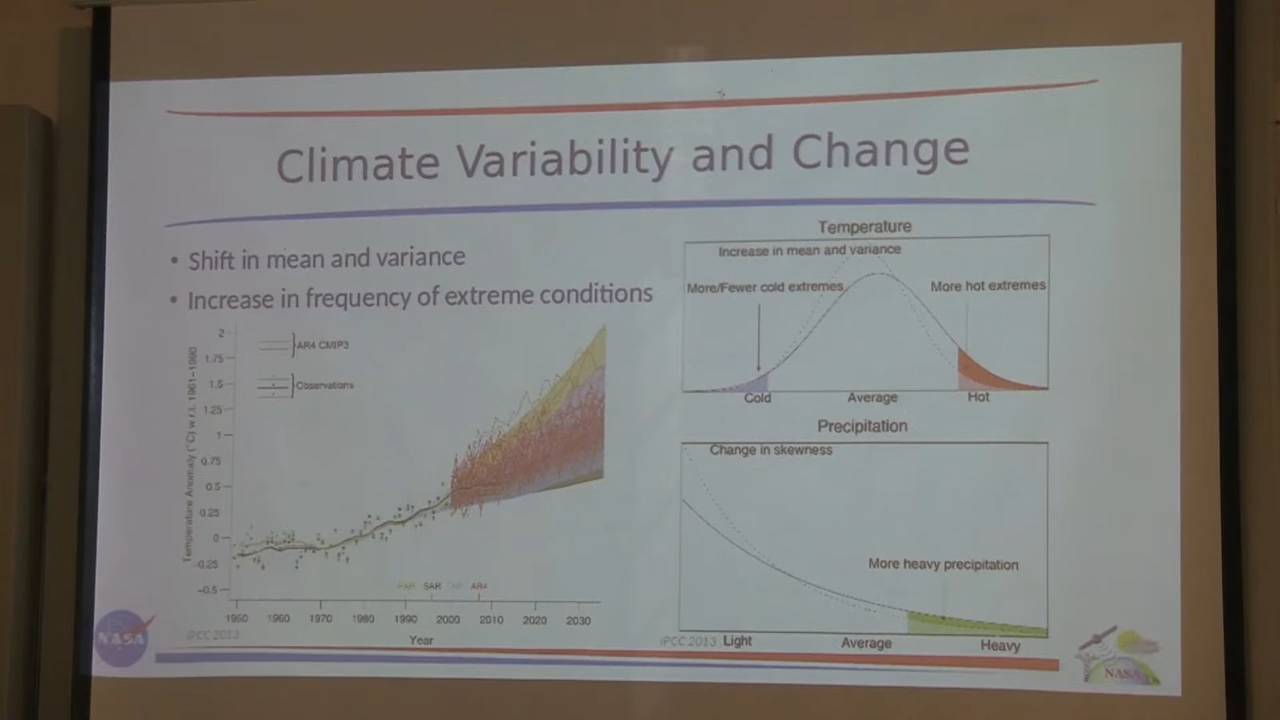 Climate Variability and Change
• Shift in mean and variance
• Increase in frequency of extreme conditions
2
1.75
1.5
1.25
1
0.75
0.5
0.25
0
-0.25
-0.5
Temperature Anomaly (°C) w.r.t. 1961-1990
AR4 CMIP3
Observations
FAR SAR TAR AR4
1950 1960 1970 1980 1990 2000 2010 2020 2030
Year
IPCC 2013
Temperature
Increase in mean and variance
More/Fewer cold extremes
More hot extremes
Cold Average Hot
Precipitation
Change in skewness
More heavy precipitation
IPCC 2013 Light Average Heavy
NASA
NASA